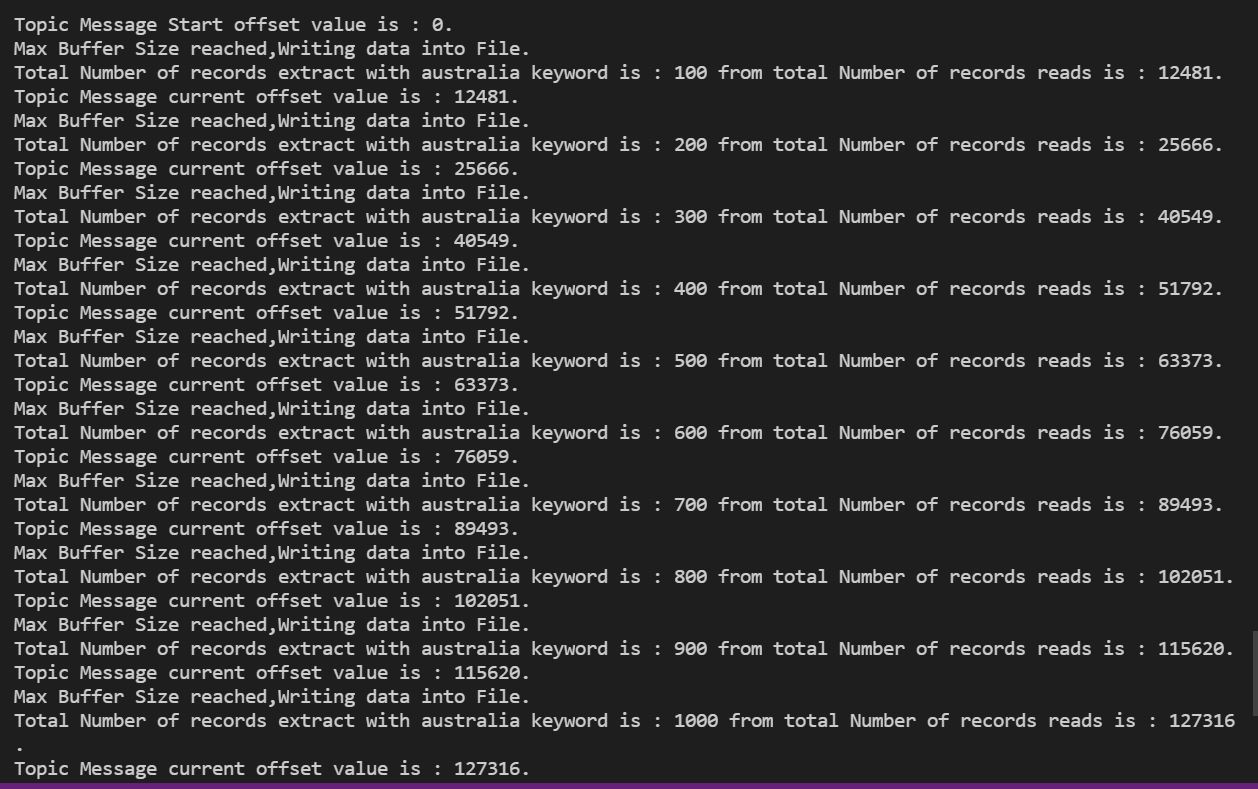 Topic Message Start offset value is : 0.
Max Buffer Size reached,Writing data into File.
Total Number of records extract with australia keyword is : 100 from total Number of records reads is : 12481.
Topic Message current offset value is : 12481.
Max Buffer Size reached,Writing data into File.
Total Number of records extract with australia keyword is : 200 from total Number of records reads is : 25666.
Topic Message current offset value is : 25666.
Max Buffer Size reached,Writing data into File.
Total Number of records extract with australia keyword is : 300 from total Number of records reads is : 40549.
Topic Message current offset value is : 40549.
Max Buffer Size reached,Writing data into File.
Total Number of records extract with australia keyword is : 400 from total Number of records reads is : 51792.
Topic Message current offset value is : 51792.
Max Buffer Size reached,Writing data into File.
Total Number of records extract with australia keyword is : 500 from total Number of records reads is : 63373.
Topic Message current offset value is : 63373.
Max Buffer Size reached,Writing data into File.
Total Number of records extract with australia keyword is : 600 from total Number of records reads is : 76059.
Topic Message current offset value is : 76059.
Max Buffer Size reached,Writing data into File.
Total Number of records extract with australia keyword is : 700 from total Number of records reads is : 89493.
Topic Message current offset value is : 89493.
Max Buffer Size reached,Writing data into File.
Total Number of records extract with australia keyword is : 800 from total Number of records reads is : 102051.
Topic Message current offset value is : 102051.
Max Buffer Size reached,Writing data into File.
Total Number of records extract with australia keyword is : 900 from total Number of records reads is : 115620.
Topic Message current offset value is : 115620.
Max Buffer Size reached,Writing data into File.
Total Number of records extract with australia keyword is : 1000 from total Number of records reads is : 127316
.
Topic Message current offset value is : 127316.